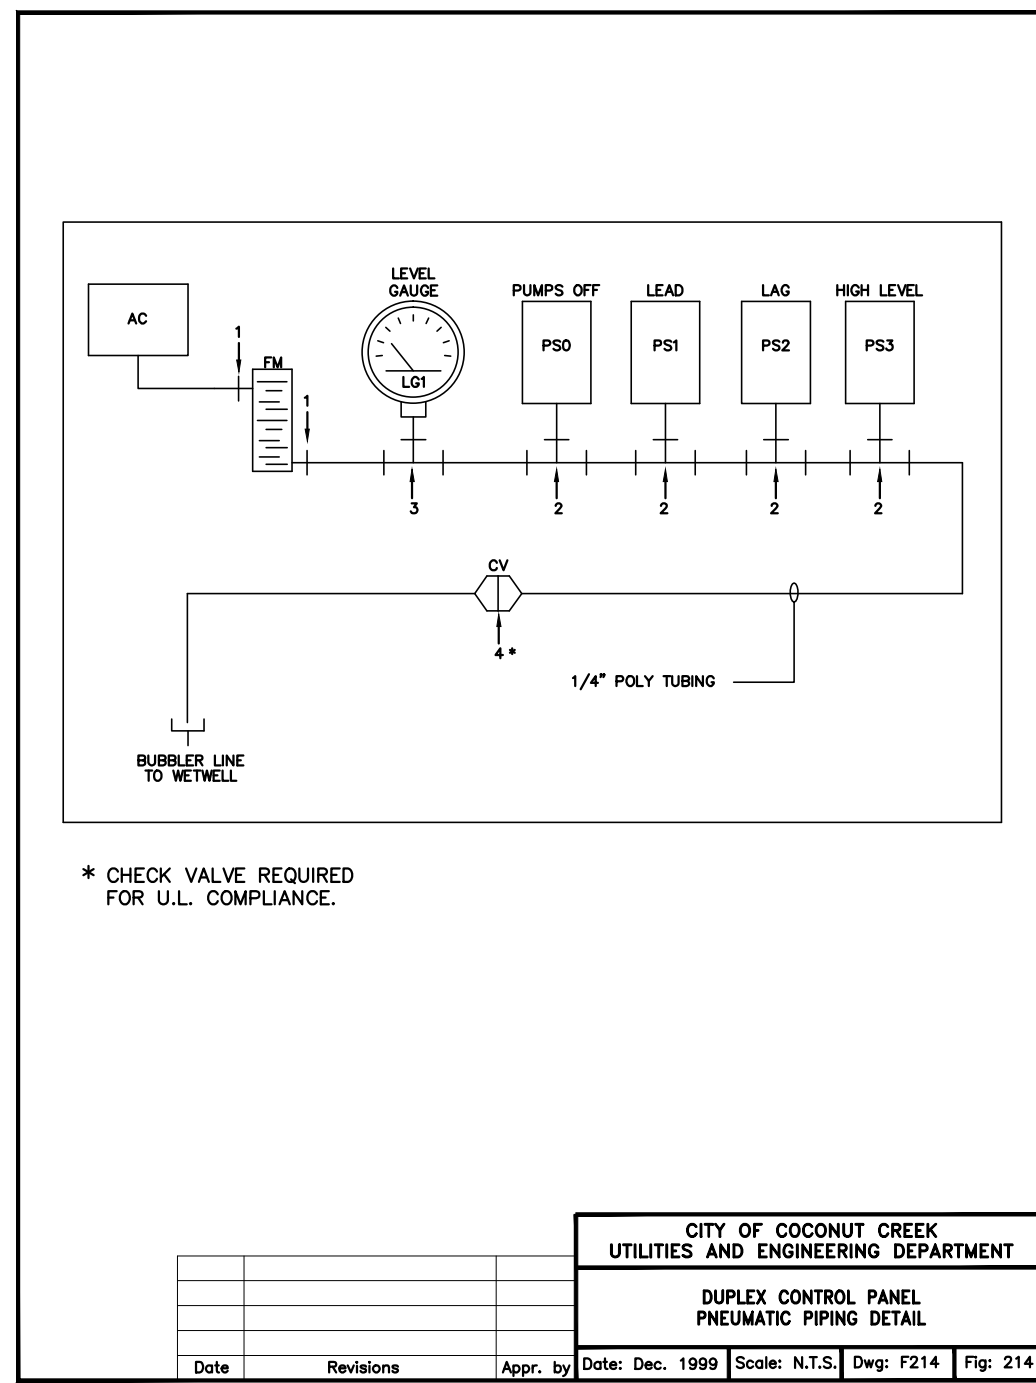 LEVEL
GAUGE
PUMPS OFF
LEAD
LAG
HIGH LEVEL
AC
1
FM
LG1
PS0
PS1
PS2
PS3
1
3
2
2
2
2
CV
4*
1/4" POLY TUBING
BUBBLER LINE
TO WETWELL
* CHECK VALVE REQUIRED
FOR U.L. COMPLIANCE.
CITY OF COCONUT CREEK
UTILITIES AND ENGINEERING DEPARTMENT
DUPLEX CONTROL PANEL
PNEUMATIC PIPING DETAIL
Date Revisions Appr. by
Date: Dec. 1999 Scale: N.T.S. Dwg: F214 Fig: 214